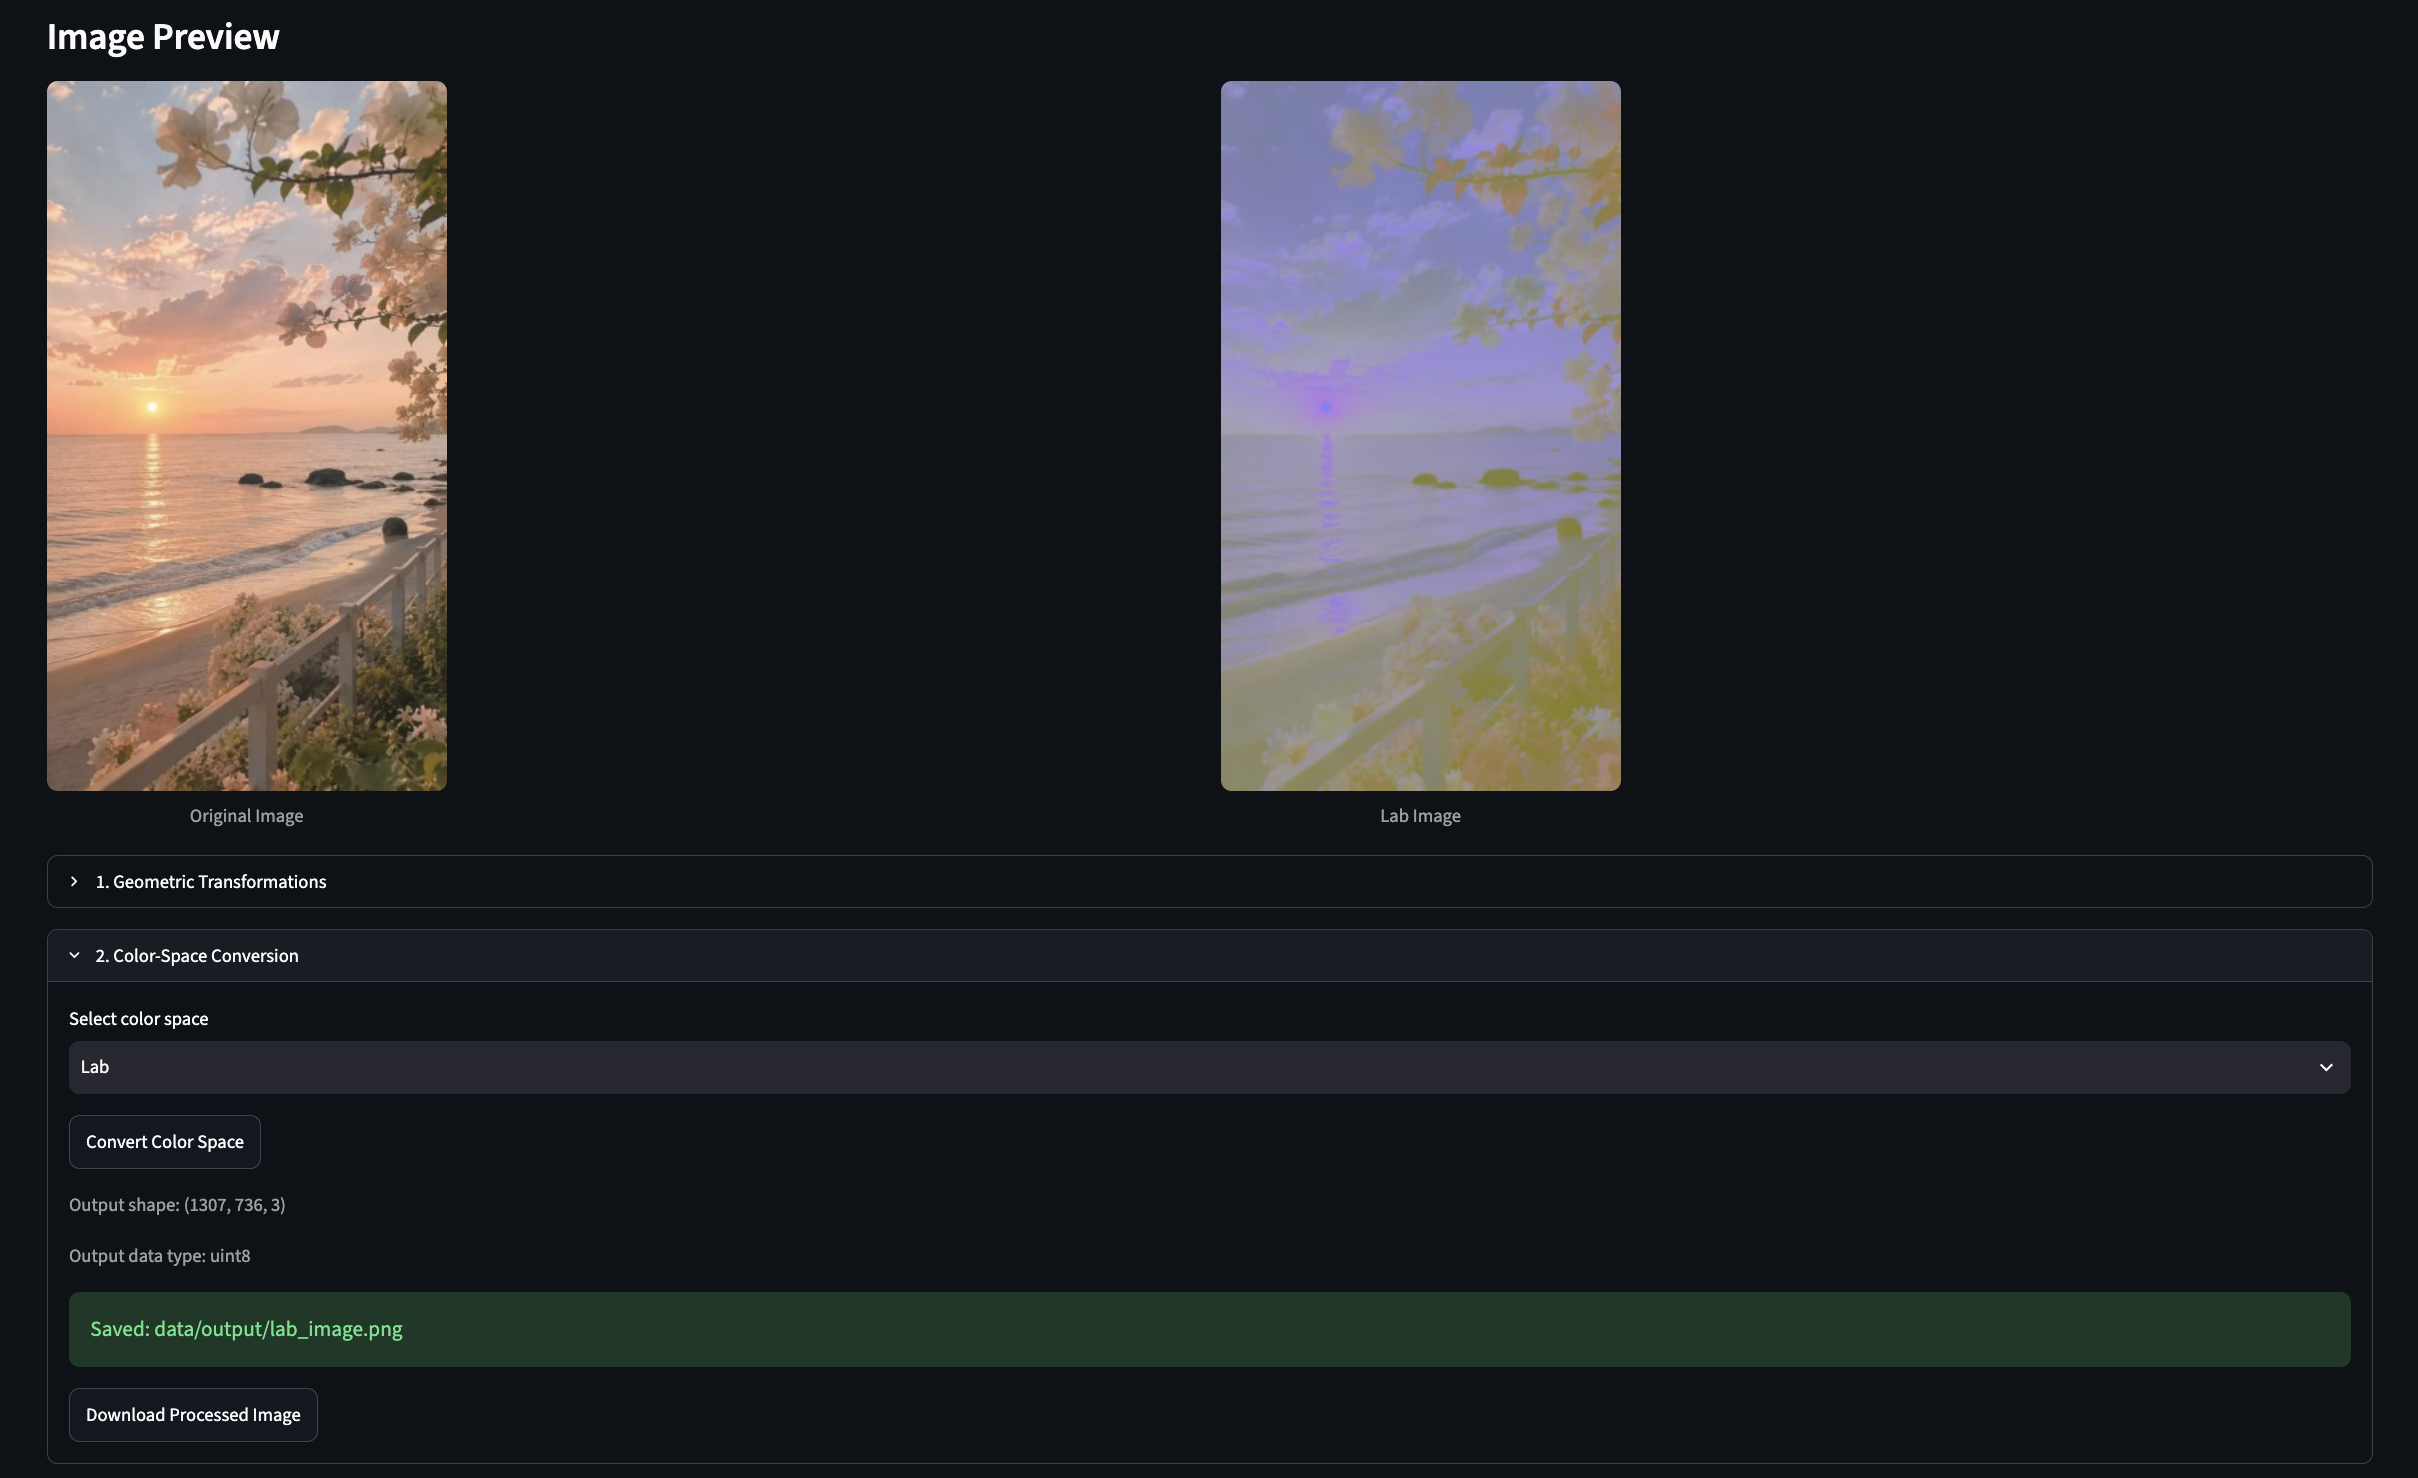 Image Preview
Original Image
Lab Image
1. Geometric Transformations
2. Color-Space Conversion
Select color space
Lab
Convert Color Space
Output shape: (1307, 736, 3)
Output data type: uint8
Saved: data/output/lab_image.png
Download Processed Image